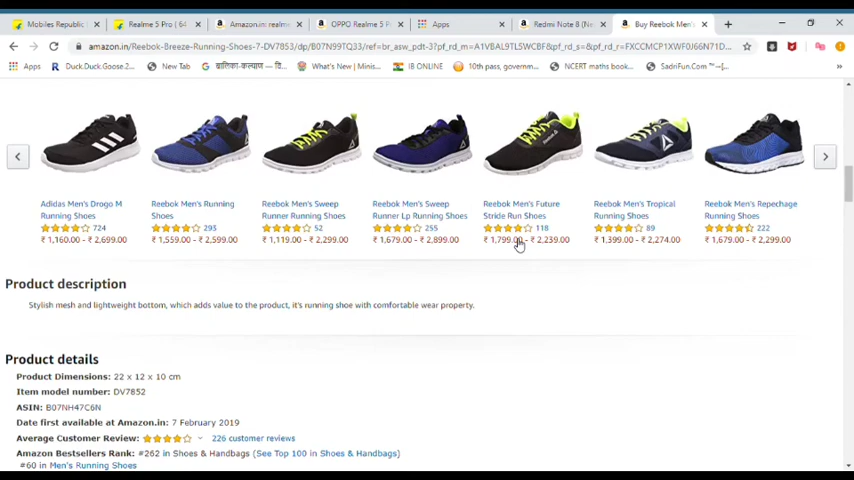 Mobiles Republic
Realme 5 Pro ( 64
Amazon.in: realme
OPPO Realme 5 P
Apps
Redmi Note 8 (Ne
Buy Reebok Men'
amazon.in/Reebok-Breeze-Running-Shoes-7-DV7853/dp/B07N99TQ33/ref=br_asw_pdt-3?pf_rd_m=A1VBAL9TL5WCBF&pf_rd_s=&pf_rd_r=FXCCMCP1XWF0J66N71D...
Apps
Duck.Duck.Goose.2...
New Tab
बालिका-कल्याण — वि...
What's New | Minis...
IB ONLINE
10th pass, governm...
NCERT maths book...
SadriFun.Com ™~»|...
Adidas Men's Drogo M
Running Shoes
724
₹ 1,160.00 - ₹ 2,699.00
Reebok Men's Running
Shoes
293
₹ 1,559.00 - ₹ 2,599.00
Reebok Men's Sweep
Runner Running Shoes
52
₹ 1,119.00 - ₹ 2,299.00
Reebok Men's Sweep
Runner Lp Running Shoes
255
₹ 1,679.00 - ₹ 2,899.00
Reebok Men's Future
Stride Run Shoes
118
₹ 1,799.00 - ₹ 2,239.00
Reebok Men's Tropical
Running Shoes
89
₹ 1,399.00 - ₹ 2,274.00
Reebok Men's Repechage
Running Shoes
222
₹ 1,679.00 - ₹ 2,299.00
Product description
Stylish mesh and lightweight bottom, which adds value to the product, it's running shoe with comfortable wear property.
Product details
Product Dimensions: 22 x 12 x 10 cm
Item model number: DV7852
ASIN: B07NH47C6N
Date first available at Amazon.in: 7 February 2019
Average Customer Review: 226 customer reviews
Amazon Bestsellers Rank: #262 in Shoes & Handbags (See Top 100 in Shoes & Handbags)
#60 in Men's Running Shoes